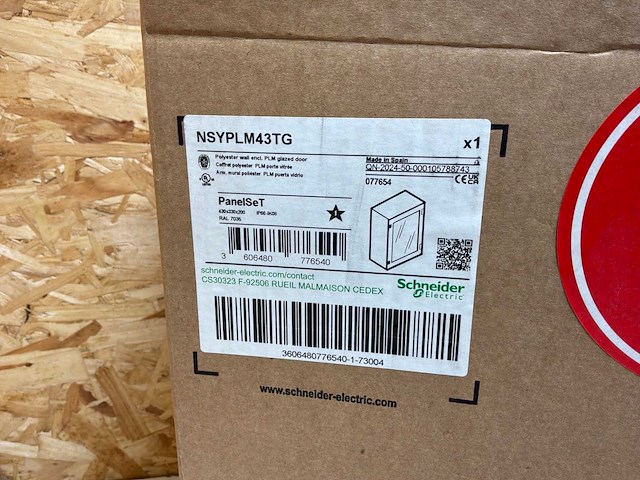 NSYPLM43TG
x1
Polyester wall encl. PLM glazed door
Coffret polyester PLM porte vitrée
Arm. mural poliester PLM puerta vidrio
Made in Spain
QN-2024-50-000105788743
077654
PanelSeT
430x330x200 IP66-IK08
RAL 7035
3 606480 776540
schneider-electric.com/contact
CS30323 F-92506 RUEIL MALMAISON CEDEX
Schneider
Electric
3606480776540-1-73004
www.schneider-electric.com